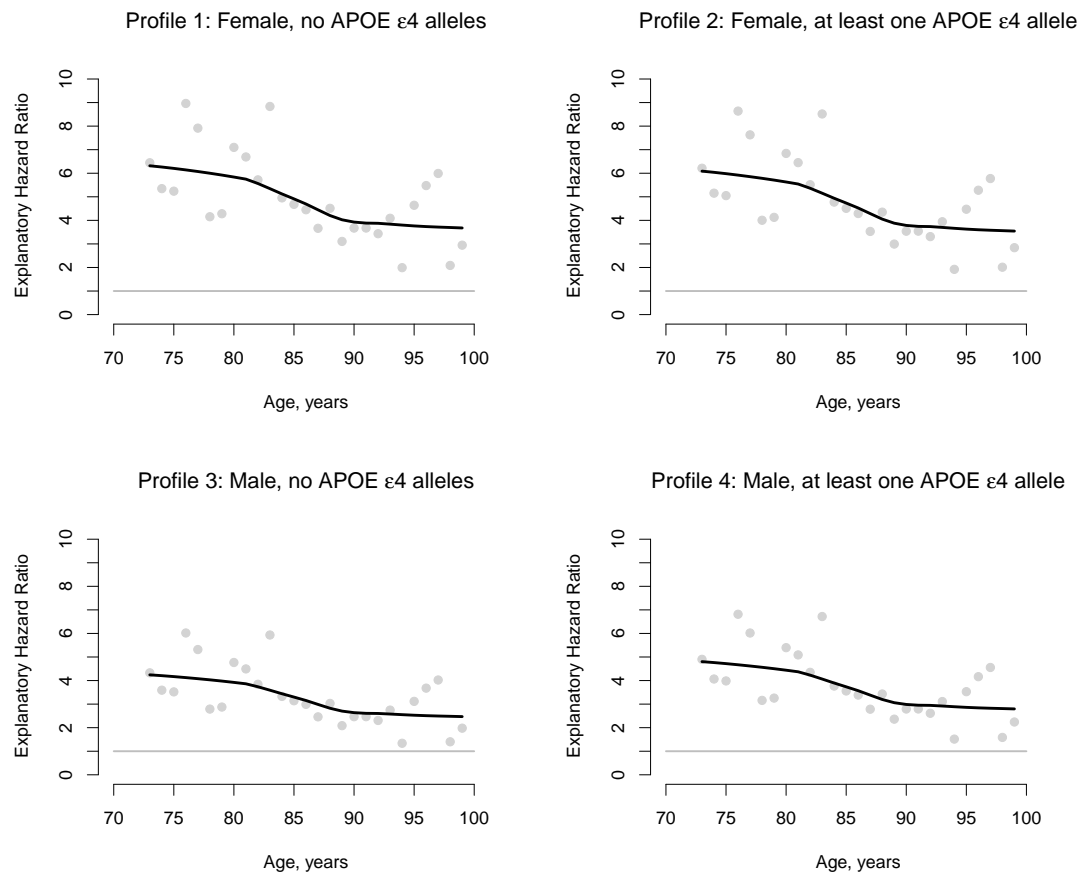 Profile 1: Female, no APOE ε4 alleles
Explanatory Hazard Ratio
0 2 4 6 8 10
70 75 80 85 90 95 100
Age, years
Profile 2: Female, at least one APOE ε4 allele
Explanatory Hazard Ratio
0 2 4 6 8 10
70 75 80 85 90 95 100
Age, years
Profile 3: Male, no APOE ε4 alleles
Explanatory Hazard Ratio
0 2 4 6 8 10
70 75 80 85 90 95 100
Age, years
Profile 4: Male, at least one APOE ε4 allele
Explanatory Hazard Ratio
0 2 4 6 8 10
70 75 80 85 90 95 100
Age, years